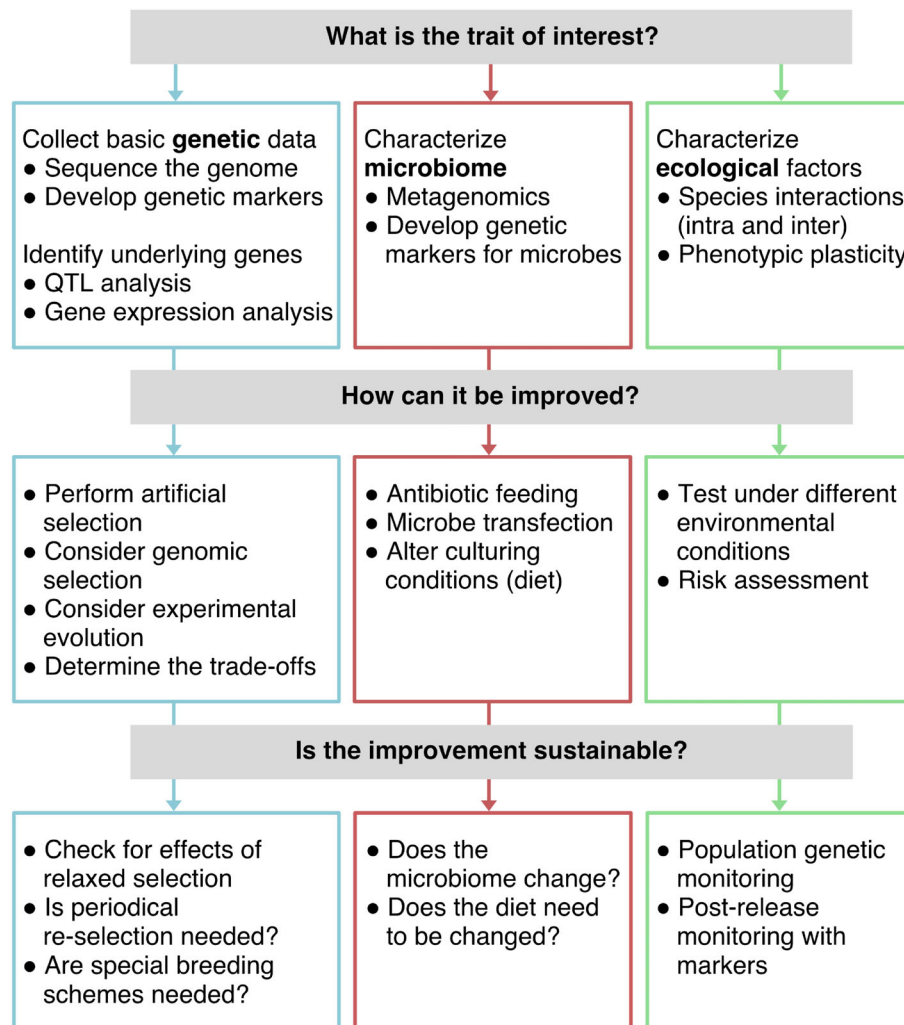 What is the trait of interest?
Collect basic genetic data
● Sequence the genome
● Develop genetic markers
Identify underlying genes
● QTL analysis
● Gene expression analysis
Characterize
microbiome
● Metagenomics
● Develop genetic
markers for microbes
Characterize
ecological factors
● Species interactions
(intra and inter)
● Phenotypic plasticity
How can it be improved?
● Perform artificial
selection
● Consider genomic
selection
● Consider experimental
evolution
● Determine the trade-offs
● Antibiotic feeding
● Microbe transfection
● Alter culturing
conditions (diet)
● Test under different
environmental
conditions
● Risk assessment
Is the improvement sustainable?
● Check for effects of
relaxed selection
● Is periodical
re-selection needed?
● Are special breeding
schemes needed?
● Does the
microbiome change?
● Does the diet need
to be changed?
● Population genetic
monitoring
● Post-release
monitoring with
markers